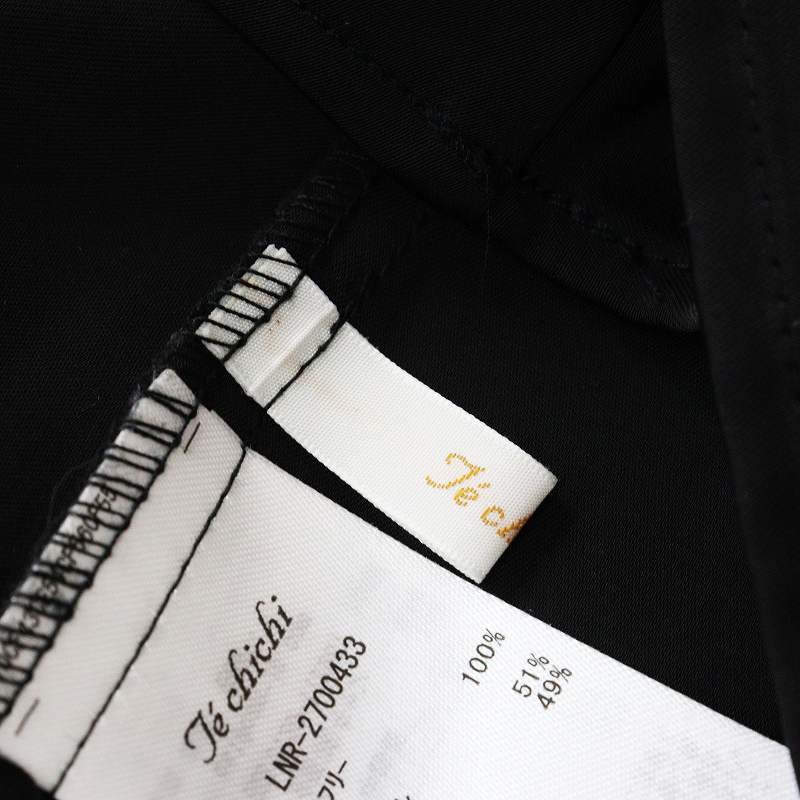 Té ch
Té chichi
LNR-2700433
フリー
100%
51%
49%